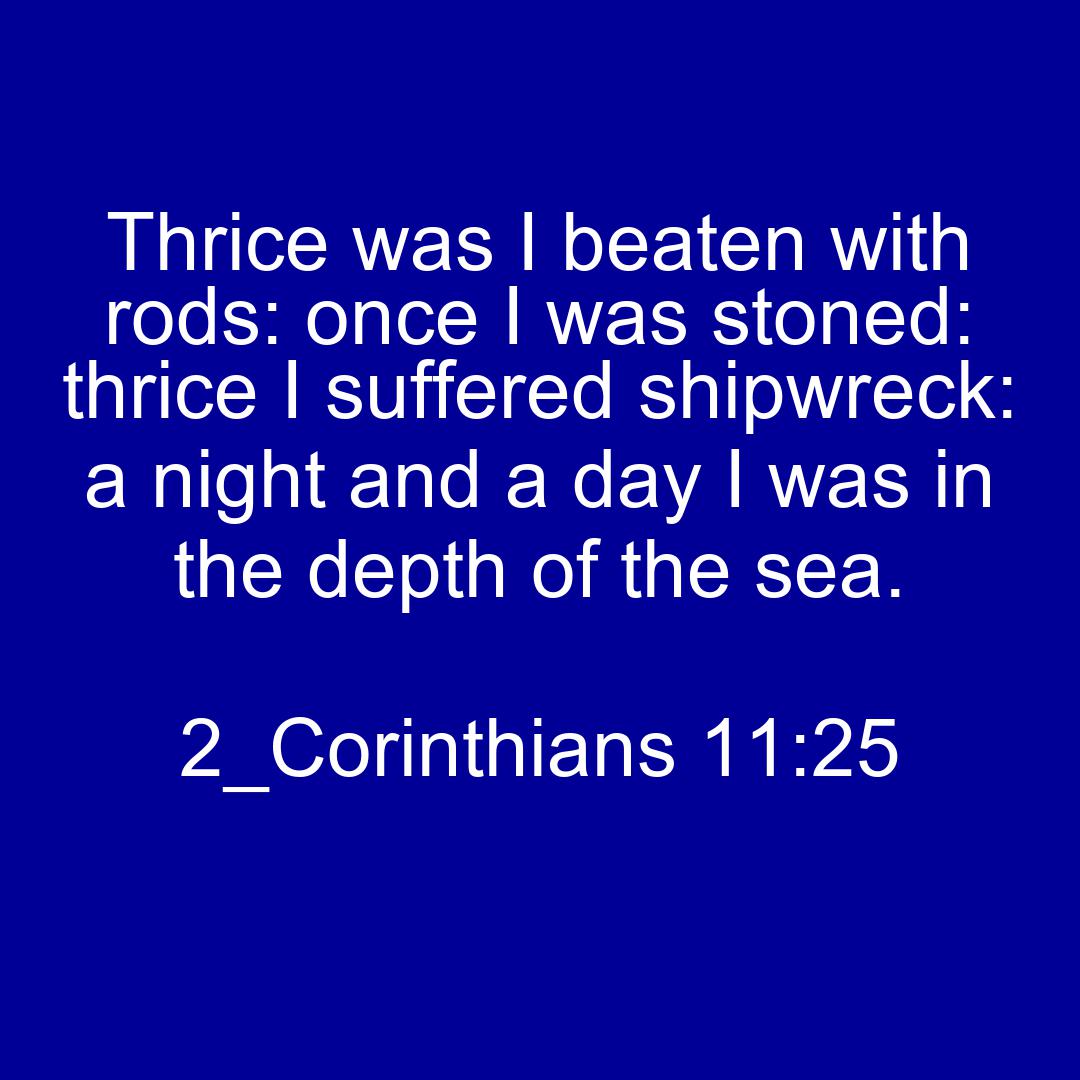 Thrice was I beaten with
rods: once I was stoned:
thrice I suffered shipwreck:
a night and a day I was in
the depth of the sea.
2_Corinthians 11:25